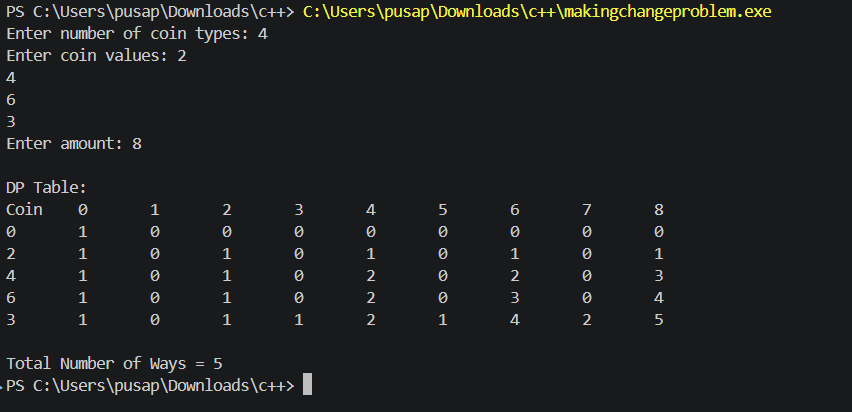 PS C:\Users\pusap\Downloads\c++> C:\Users\pusap\Downloads\c++\makingchangeproblem.exe
Enter number of coin types: 4
Enter coin values: 2
4
6
3
Enter amount: 8

DP Table:
Coin    0       1       2       3       4       5       6       7       8
0       1       0       0       0       0       0       0       0       0
2       1       0       1       0       1       0       1       0       1
4       1       0       1       0       2       0       2       0       3
6       1       0       1       0       2       0       3       0       4
3       1       0       1       1       2       1       4       2       5

Total Number of Ways = 5
PS C:\Users\pusap\Downloads\c++>